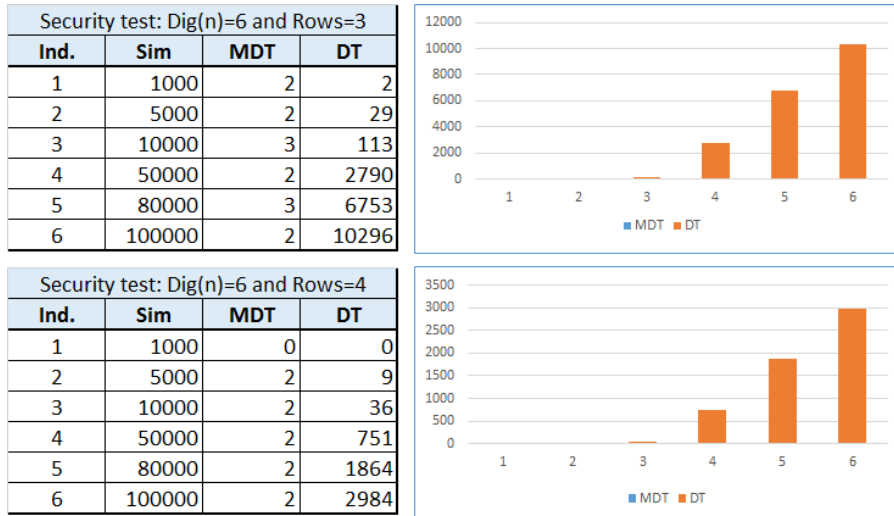 Security test: Dig(n)=6 and Rows=3
Ind. Sim MDT DT
1 1000 2 2
2 5000 2 29
3 10000 3 113
4 50000 2 2790
5 80000 3 6753
6 100000 2 10296
12000
10000
8000
6000
4000
2000
0
1 2 3 4 5 6
MDT DT
Security test: Dig(n)=6 and Rows=4
Ind. Sim MDT DT
1 1000 0 0
2 5000 2 9
3 10000 2 36
4 50000 2 751
5 80000 2 1864
6 100000 2 2984
3500
3000
2500
2000
1500
1000
500
0
1 2 3 4 5 6
MDT DT